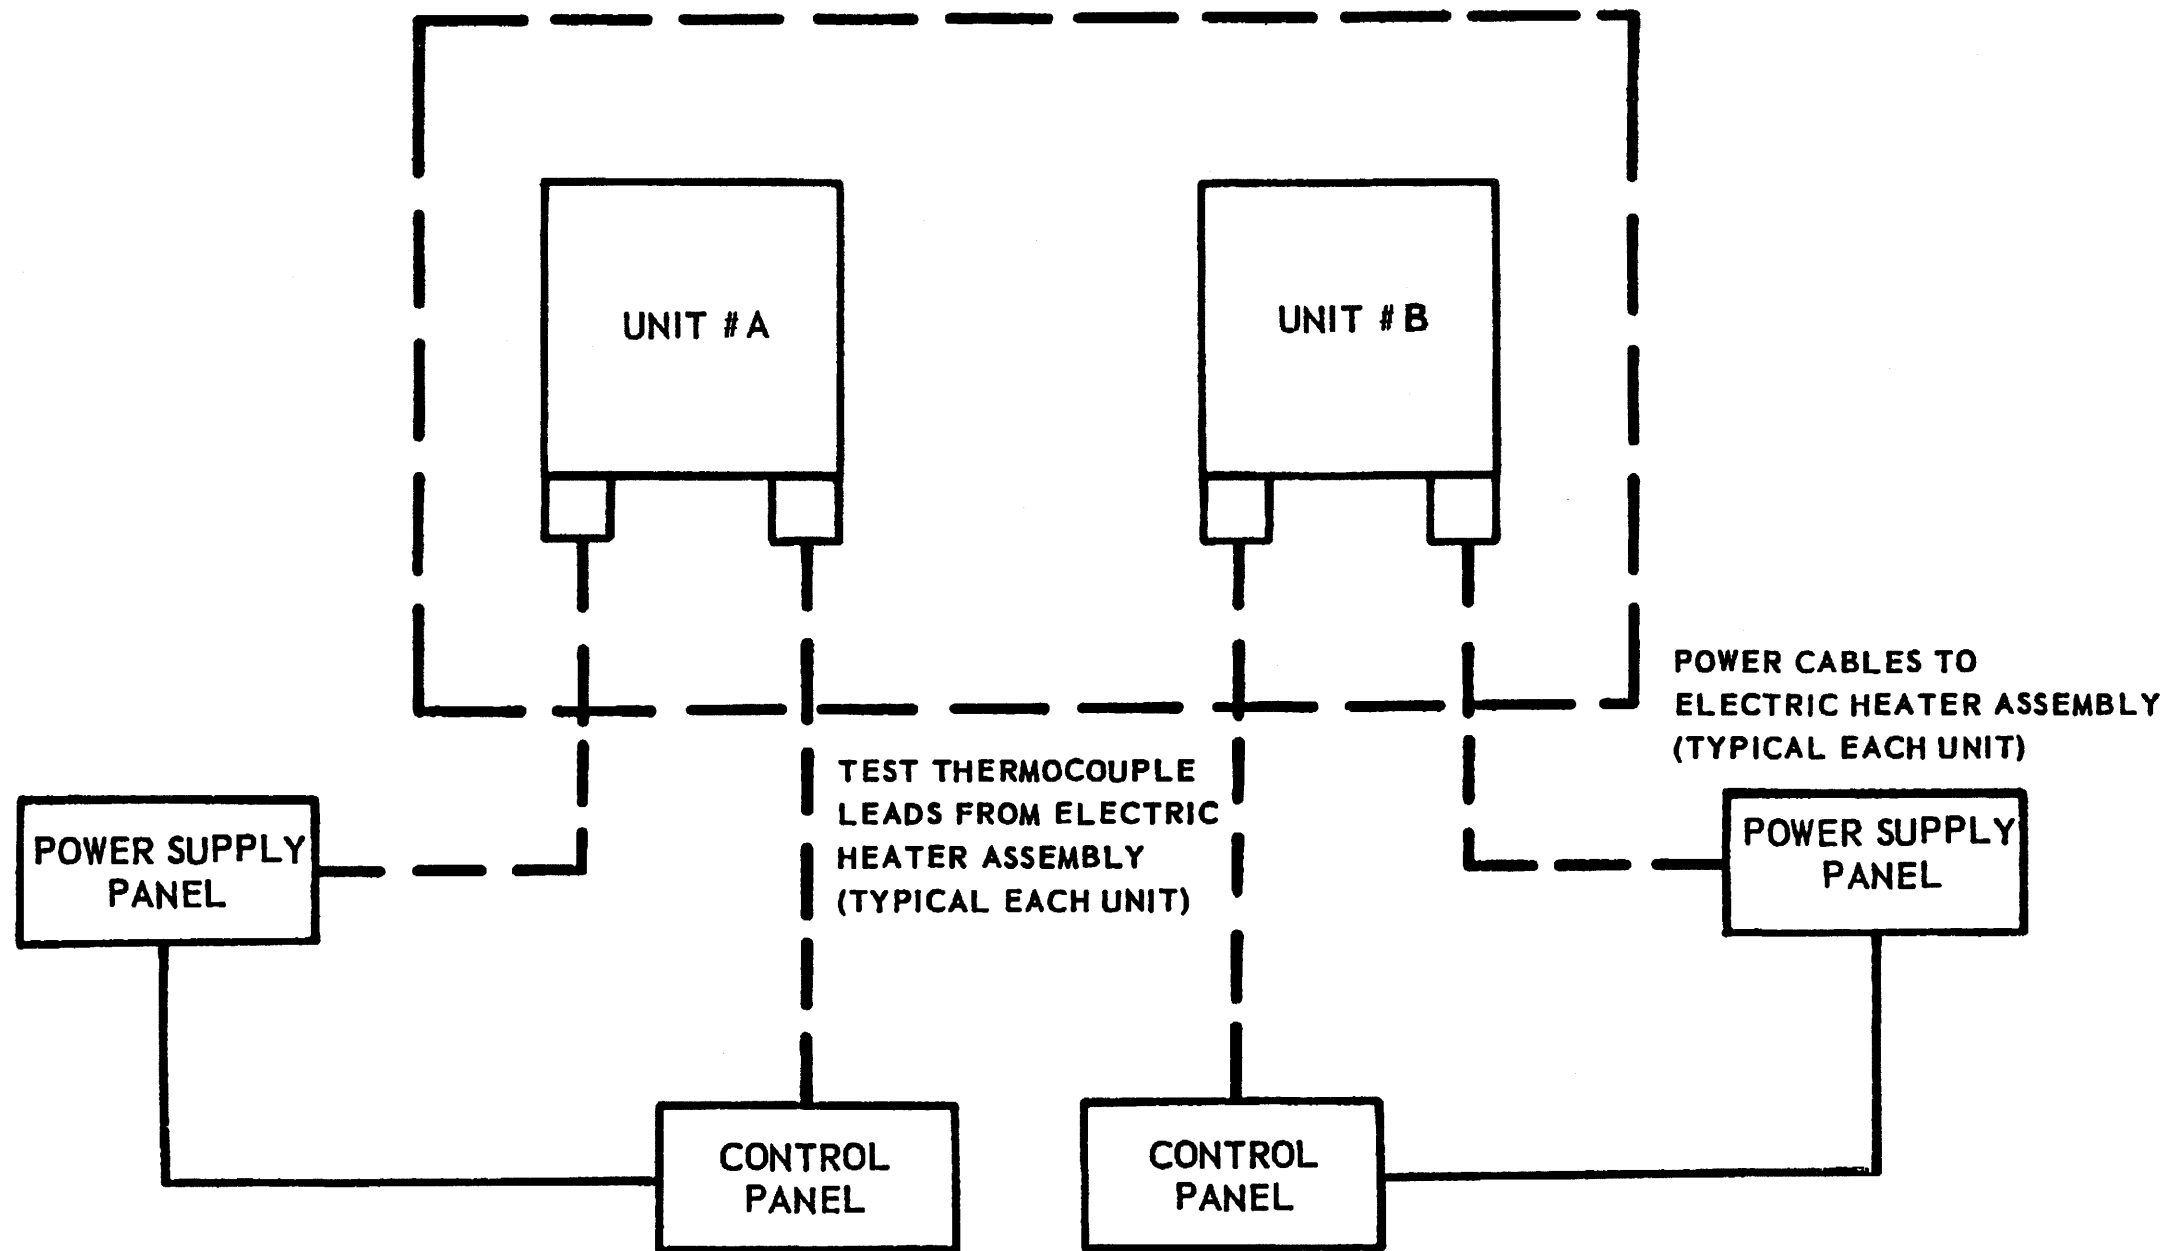 UNIT #A
UNIT #B
POWER CABLES TO
ELECTRIC HEATER ASSEMBLY
(TYPICAL EACH UNIT)
TEST THERMOCOUPLE
LEADS FROM ELECTRIC
HEATER ASSEMBLY
(TYPICAL EACH UNIT)
POWER SUPPLY
PANEL
POWER SUPPLY
PANEL
CONTROL
PANEL
CONTROL
PANEL